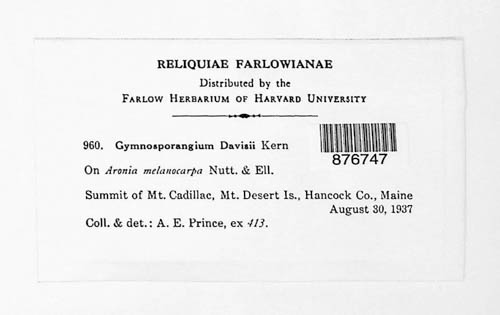 RELIQUIAE FARLOWIANAE
Distributed by the
FARLOW HERBARIUM OF HARVARD UNIVERSITY
960. Gymnosporangium Davisii Kern
876747
On Aronia melanocarpa Nutt. & Ell.
Summit of Mt. Cadillac, Mt. Desert Is., Hancock Co., Maine
August 30, 1937
Coll. & det.: A. E. Prince, ex 413.